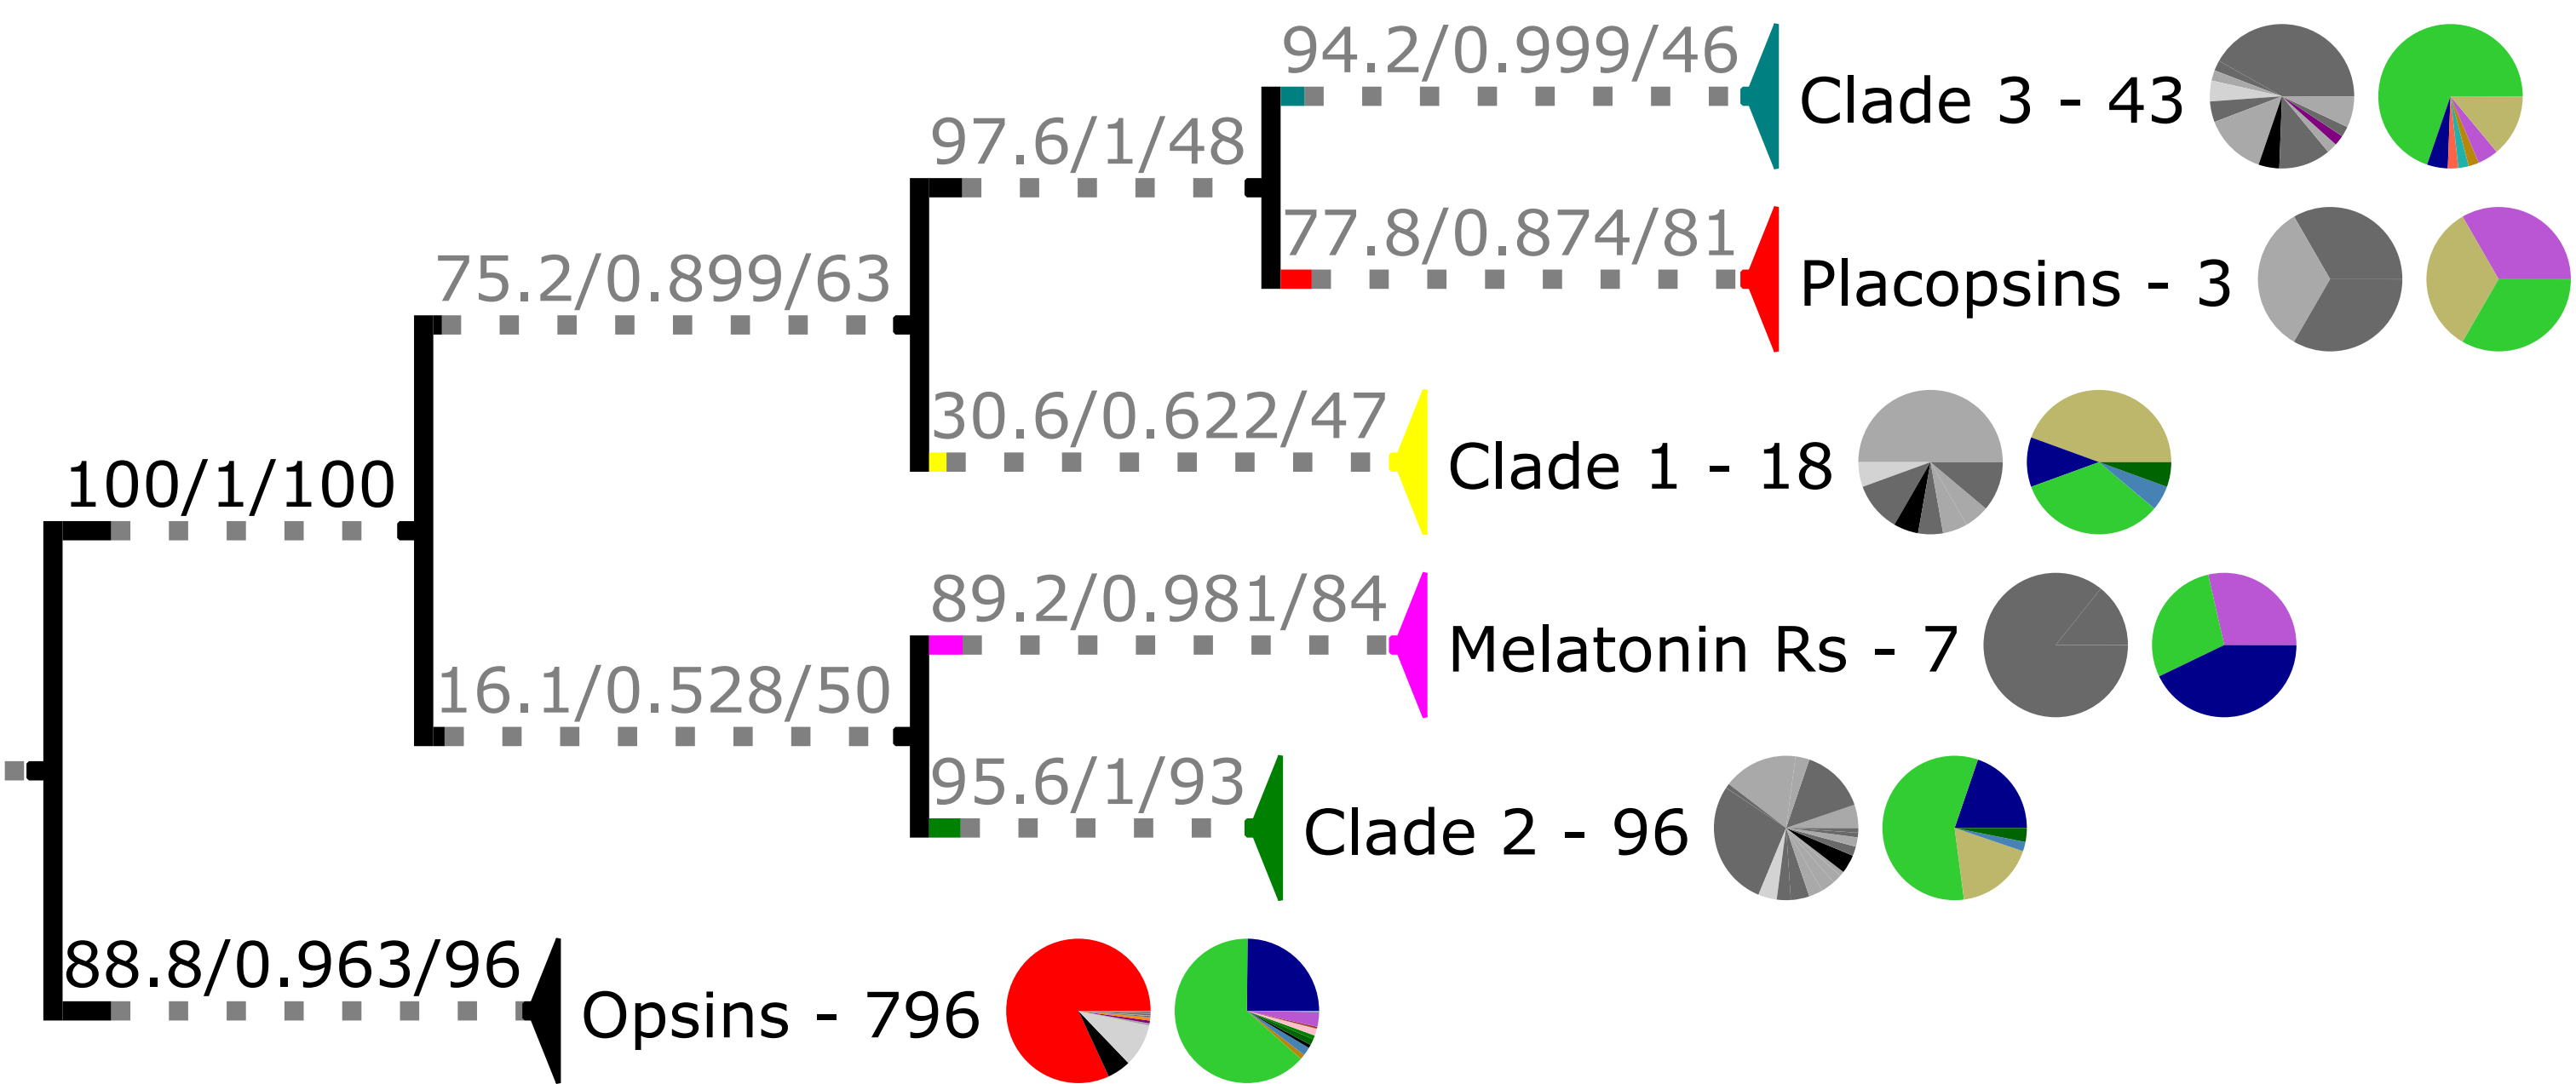 94.2/0.999/46
Clade 3 - 43
97.6/1/48
77.8/0.874/81
Placopsins - 3
75.2/0.899/63
30.6/0.622/47
Clade 1 - 18
100/1/100
89.2/0.981/84
Melatonin Rs - 7
16.1/0.528/50
95.6/1/93
Clade 2 - 96
88.8/0.963/96
Opsins - 796